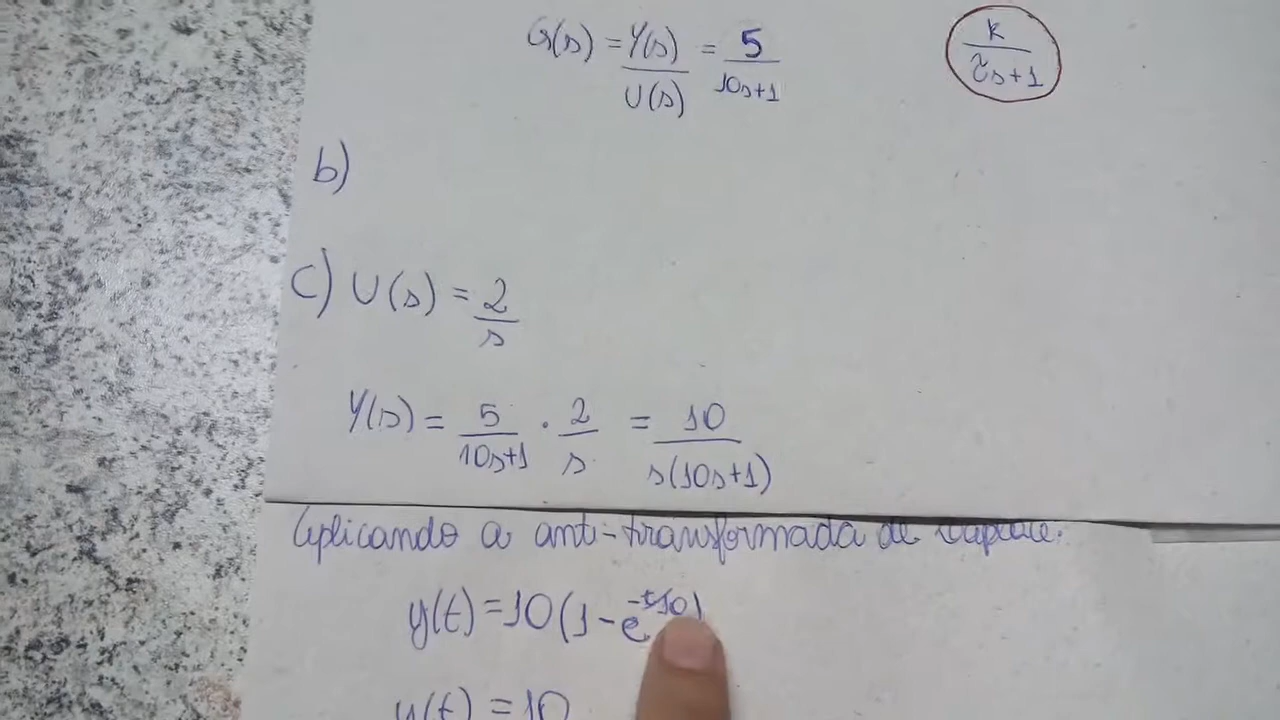 G(s) = Y(s)/U(s) = 5/10s+1
K/τs+1
b)
c) U(s) = 2/s
Y(s) = 5/10s+1 · 2/s = 10/s(10s+1)
Aplicando a anti-transformada de Laplace:
y(t) = 10(1-e^-t/10)
y(t) = 10